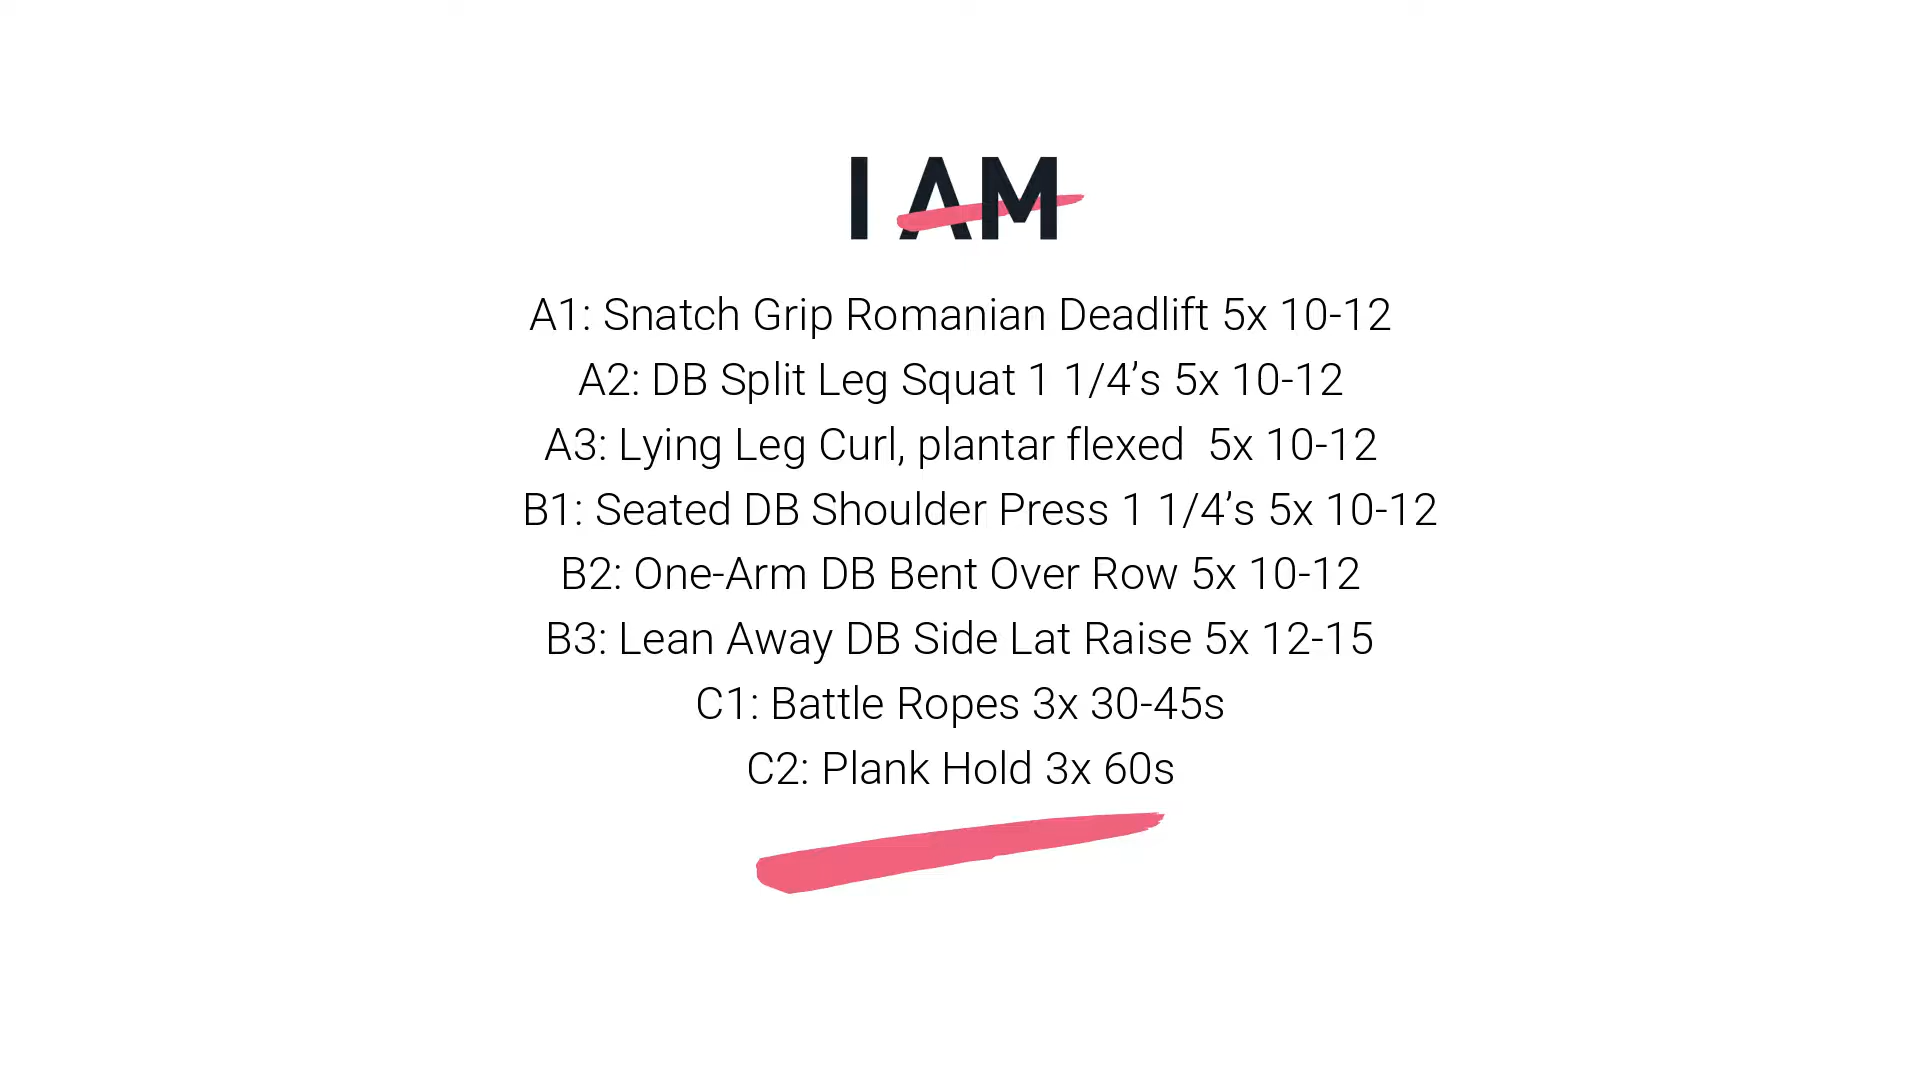 I AM
A1: Snatch Grip Romanian Deadlift 5x 10-12
A2: DB Split Leg Squat 1 1/4’s 5x 10-12
A3: Lying Leg Curl, plantar flexed  5x 10-12
B1: Seated DB Shoulder Press 1 1/4’s 5x 10-12
B2: One-Arm DB Bent Over Row 5x 10-12
B3: Lean Away DB Side Lat Raise 5x 12-15
C1: Battle Ropes 3x 30-45s
C2: Plank Hold 3x 60s